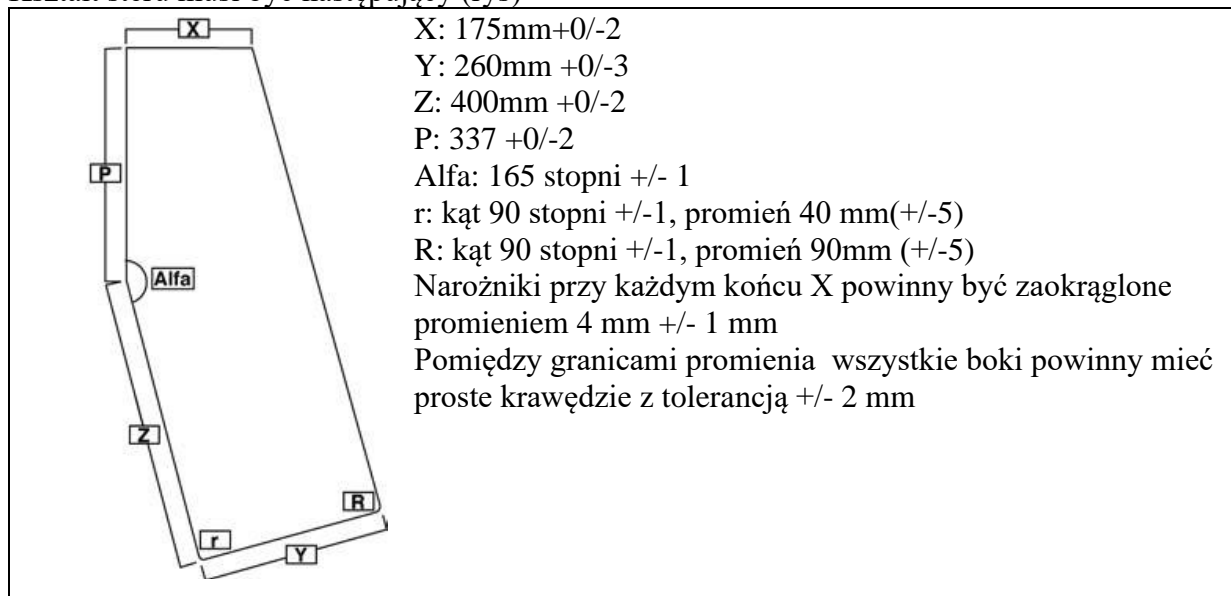 X
X: 175mm+0/-2
Y: 260mm +0/-3
Z: 400mm +0/-2
P: 337 +0/-2
P
Alfa: 165 stopni +/- 1
r: kąt 90 stopni +/-1, promień 40 mm(+/-5)
R: kąt 90 stopni +/-1, promień 90mm (+/-5)
Alfa
Narożniki przy każdym końcu X powinny być zaokrąglone
promieniem 4 mm +/- 1 mm
Pomiędzy granicami promienia wszystkie boki powinny mieć
proste krawędzie z tolerancją +/- 2 mm
Z
R
r
Y